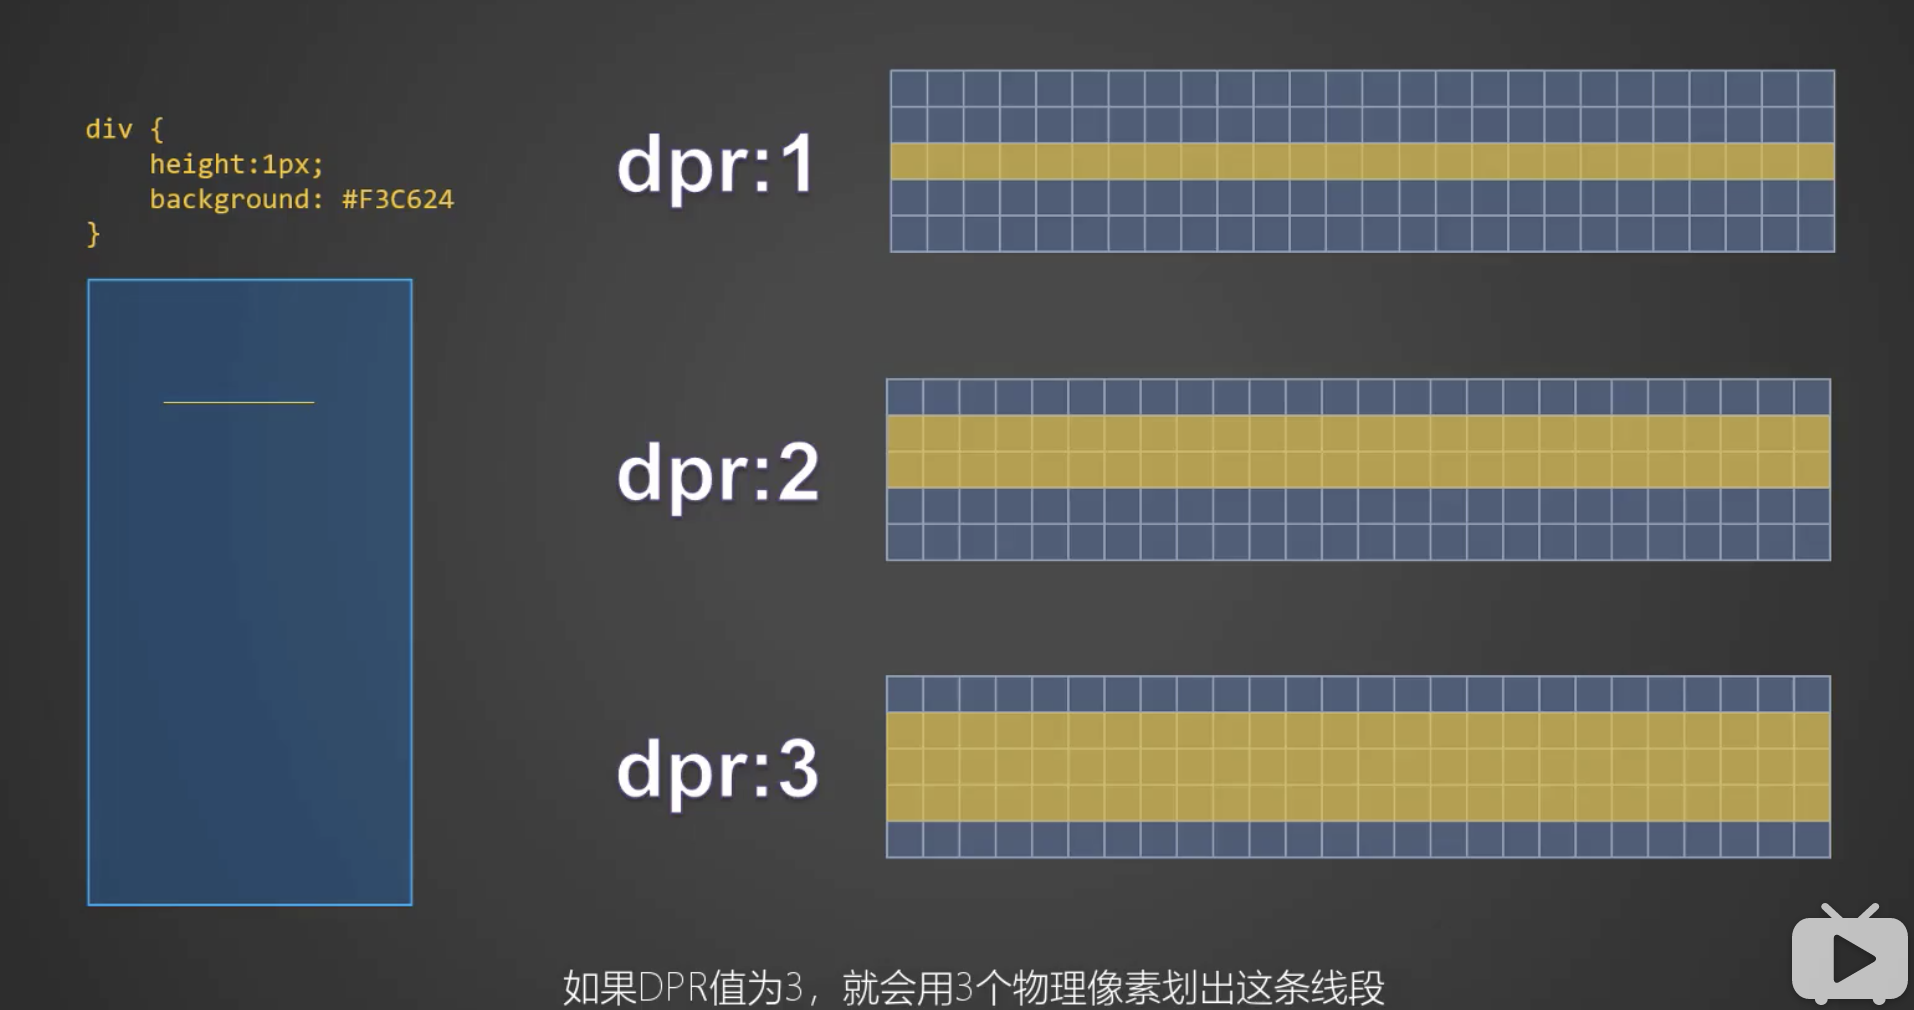 div {
height:1px;
background: #F3C624
}
dpr:1
dpr:2
dpr:3
如果DPR值为3，就会用3个物理像素划出这条线段